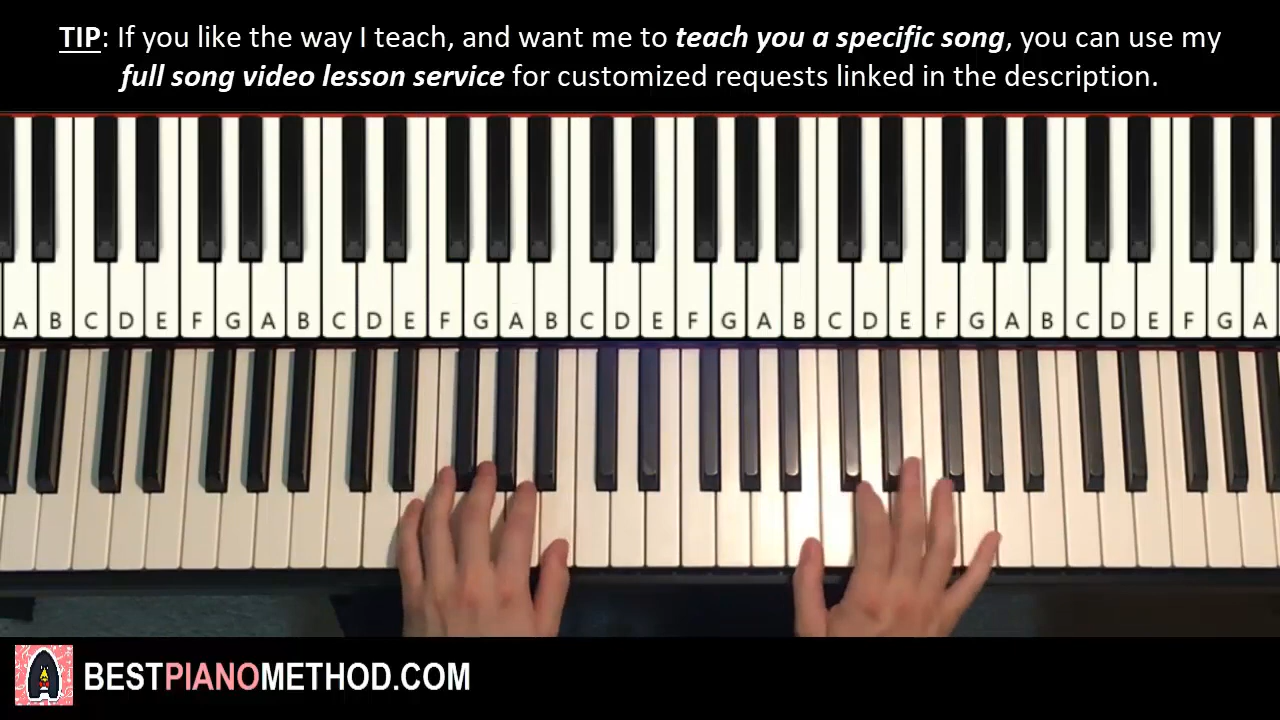 TIP: If you like the way I teach, and want me to teach you a specific song, you can use my
full song video lesson service for customized requests linked in the description.
A B C D E F G A B C D E F G A B C D E F G A B C D E F G A B C D E F G A
BESTPIANOMETHOD.COM